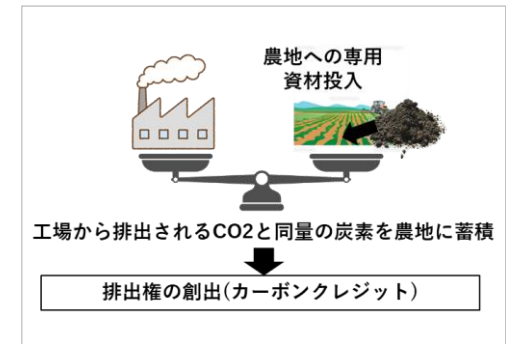 農地への専用
資材投入
工場から排出されるCO2と同量の炭素を農地に蓄積
排出権の創出(カーボンクレジット)